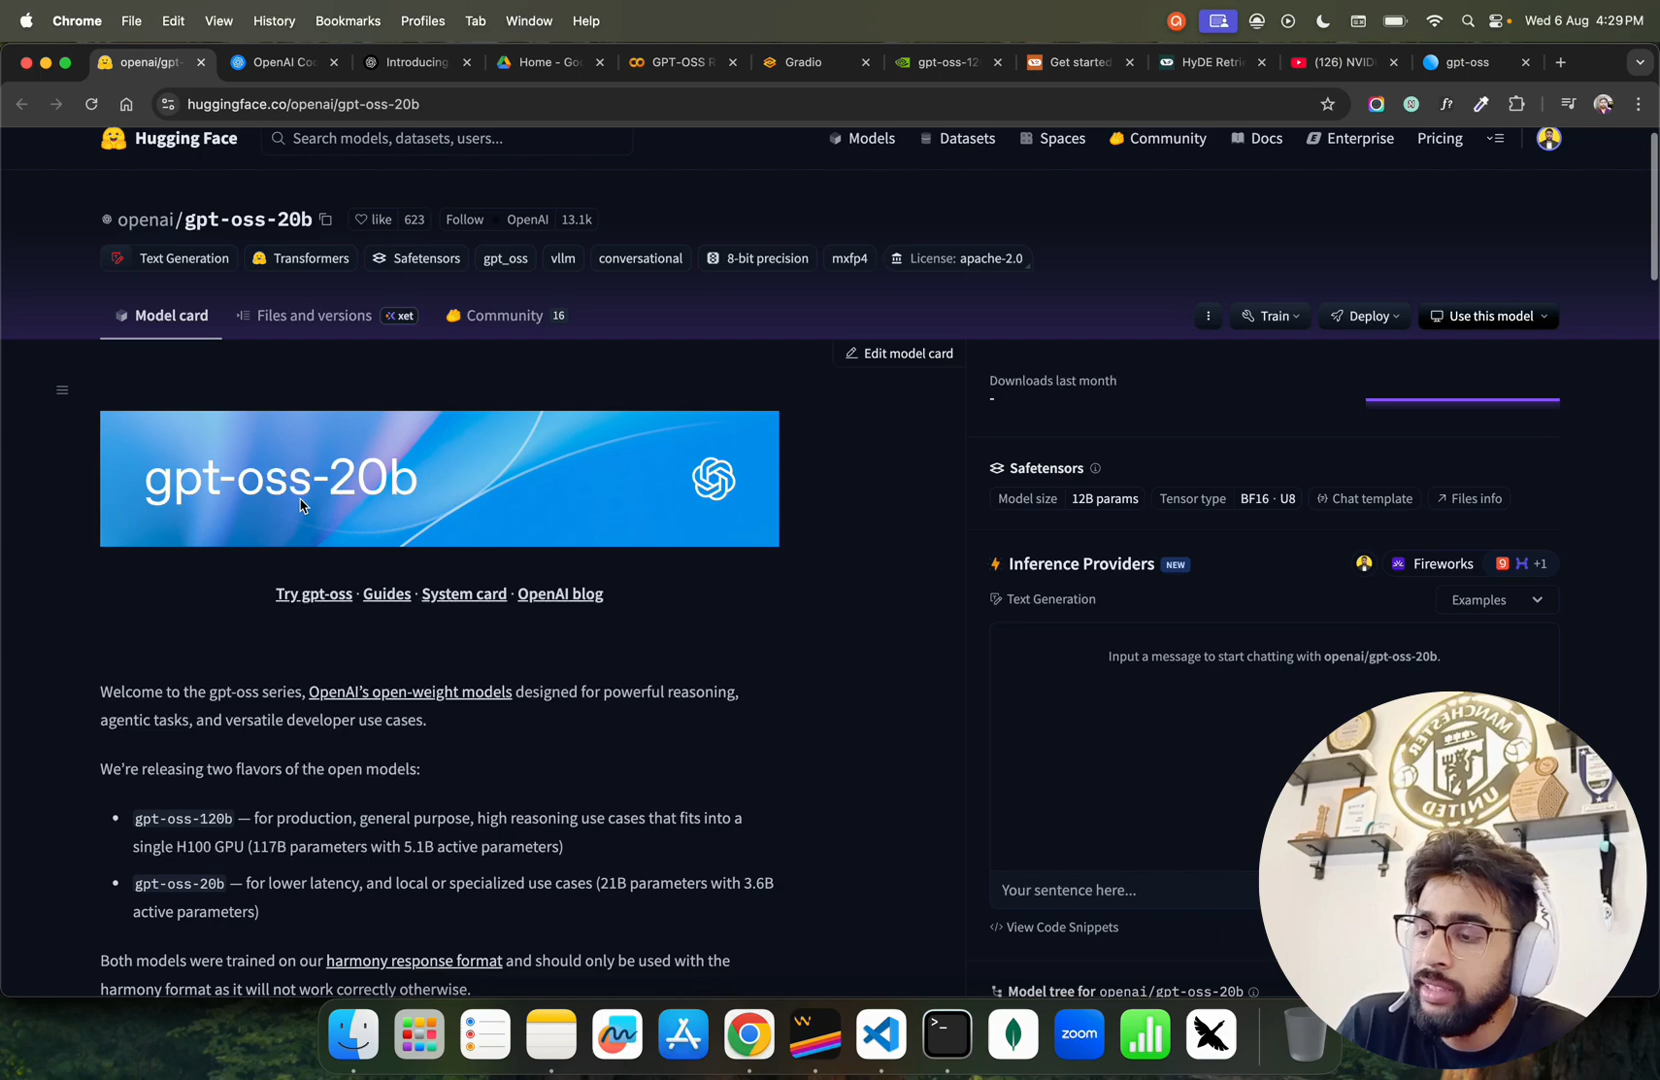 Chrome File Edit View History Bookmarks Profiles Tab Window Help Wed 6 Aug 4:29 PM
openai/gpt- OpenAI Coo Introducing Home - Goo GPT-OSS R Gradio gpt-oss-12 Get started HyDE Retrie (126) NVIDI gpt-oss
huggingface.co/openai/gpt-oss-20b
Hugging Face Search models, datasets, users... Models Datasets Spaces Community Docs Enterprise Pricing
openai/gpt-oss-20b like 623 Follow OpenAI 13.1k
Text Generation Transformers Safetensors gpt_oss vllm conversational 8-bit precision mxfp4 License: apache-2.0
Model card Files and versions xet Community 16 Train Deploy Use this model
Edit model card
Downloads last month
-
gpt-oss-20b
Safetensors
Model size 12B params Tensor type BF16 · U8 Chat template Files info
Inference Providers NEW Fireworks +1
Text Generation Examples
Try gpt-oss · Guides · System card · OpenAI blog
Input a message to start chatting with openai/gpt-oss-20b.
Welcome to the gpt-oss series, OpenAI's open-weight models designed for powerful reasoning,
agentic tasks, and versatile developer use cases.
We're releasing two flavors of the open models:
• gpt-oss-120b — for production, general purpose, high reasoning use cases that fits into a
single H100 GPU (117B parameters with 5.1B active parameters)
• gpt-oss-20b — for lower latency, and local or specialized use cases (21B parameters with 3.6B
active parameters)
Your sentence here...
View Code Snippets
Both models were trained on our harmony response format and should only be used with the
harmony format as it will not work correctly otherwise.
Model tree for openai/gpt-oss-20b
MANCHESTER
UNITED
zoom